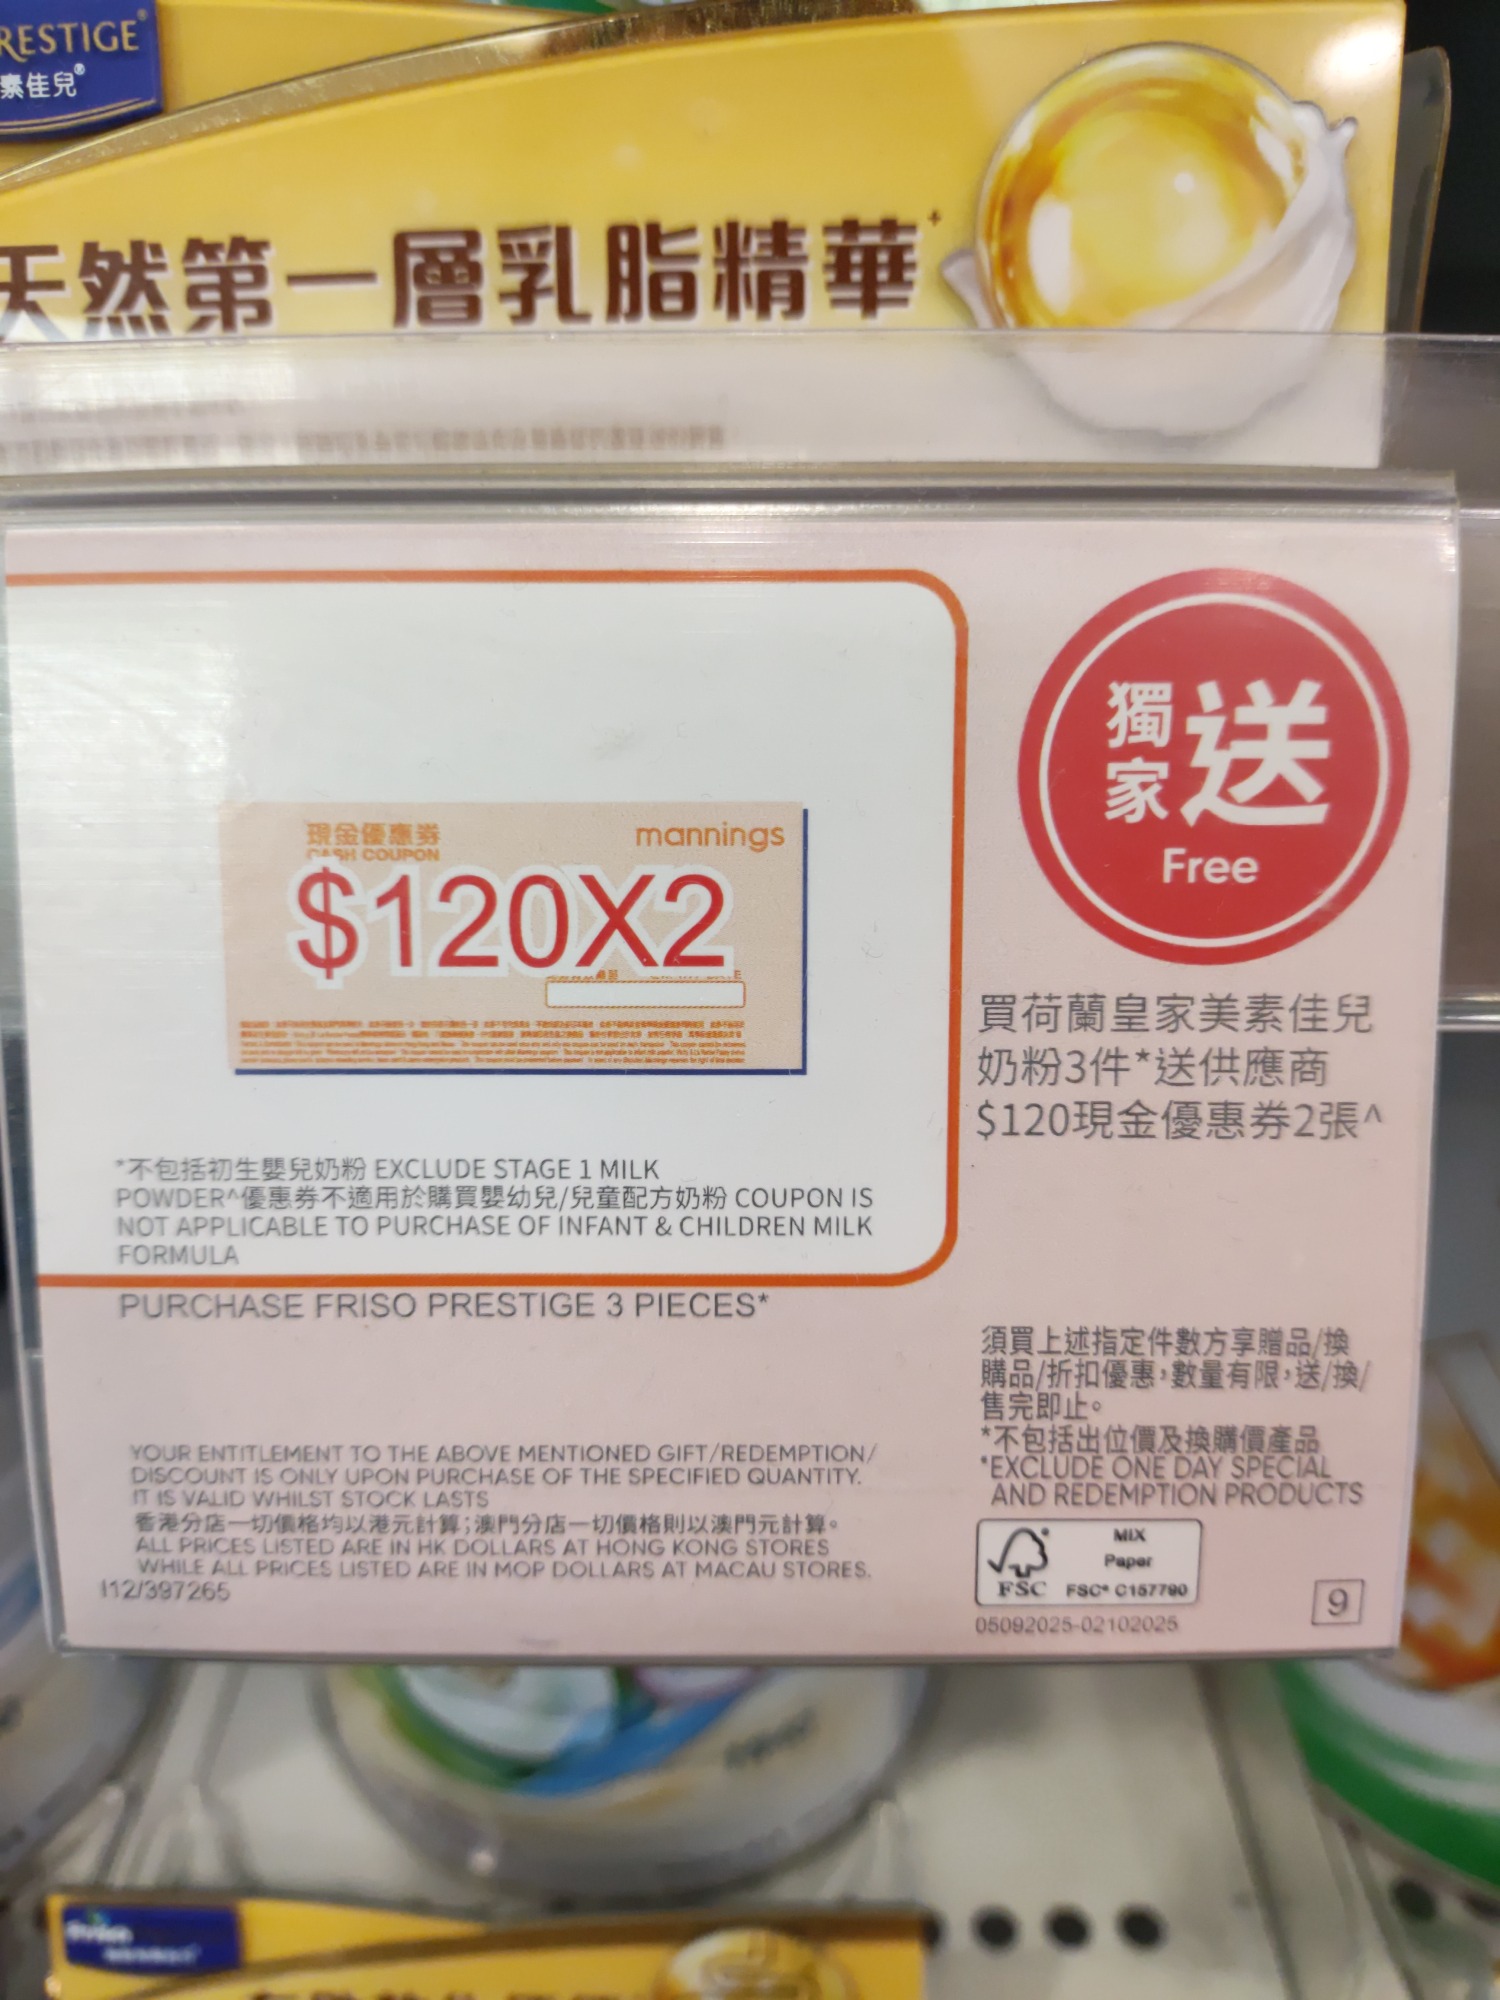 RESTIGE®
素佳兒®
天然第一層乳脂精華+
獨家送
Free
現金優惠券
CASH COUPON
mannings
$120X2
買荷蘭皇家美素佳兒
奶粉3件*送供應商
$120現金優惠券2張^
*不包括初生嬰兒奶粉 EXCLUDE STAGE 1 MILK
POWDER^優惠券不適用於購買嬰幼兒/兒童配方奶粉 COUPON IS
NOT APPLICABLE TO PURCHASE OF INFANT & CHILDREN MILK
FORMULA
PURCHASE FRISO PRESTIGE 3 PIECES*
須買上述指定件數方享贈品/換
購品/折扣優惠，數量有限，送/換/
售完即止。
*不包括出位價及換購價產品
*EXCLUDE ONE DAY SPECIAL
AND REDEMPTION PRODUCTS
YOUR ENTITLEMENT TO THE ABOVE MENTIONED GIFT/REDEMPTION/
DISCOUNT IS ONLY UPON PURCHASE OF THE SPECIFIED QUANTITY.
IT IS VALID WHILST STOCK LASTS
香港分店一切價格均以港元計算；澳門分店一切價格則以澳門元計算。
ALL PRICES LISTED ARE IN HK DOLLARS AT HONG KONG STORES
WHILE ALL PRICES LISTED ARE IN MOP DOLLARS AT MACAU STORES.
112/397265
FSC
MIX
Paper
FSC® C157790
05092025-02102025
9